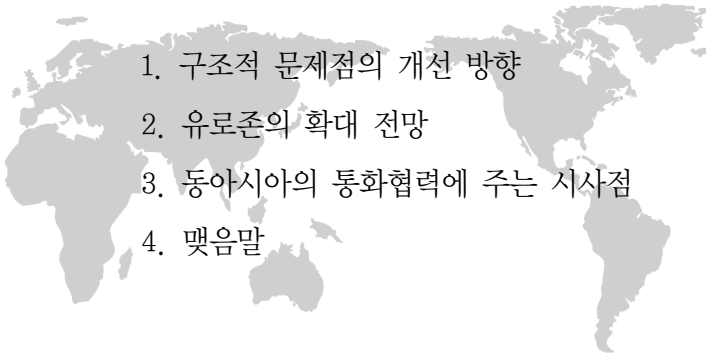 1. 구조적 문제점의 개선 방향
2. 유로존의 확대 전망
3. 동아시아의 통화협력에 주는 시사점
4. 맺음말